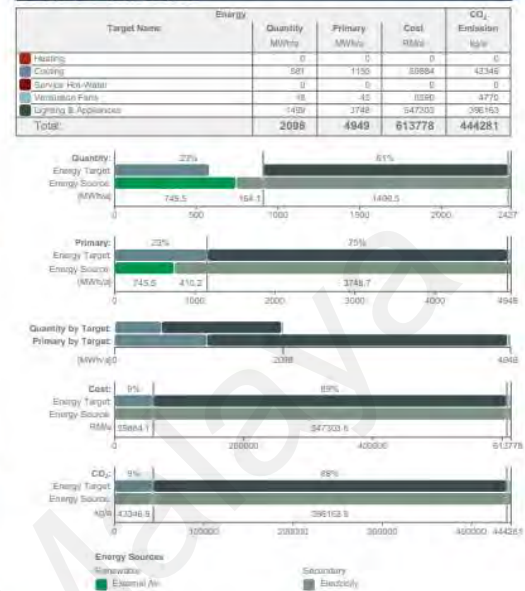 Energy CO₂
Target Name Quantity Primary Cost Emission
MWh/a MWh/a RM/a kg/a
Heating 0 0 0 0
Cooling 581 1155 59884 43346
Service Hot-Water 0 0 0 0
Ventilation Fans 18 45 4770
Lighting & Appliances 1499 3748 547303 396163
Total: 2098 4949 613778 444281
Quantity: 23% 61%
Energy Target
Energy Source
(MWh/a) 745.5 164.1 1499.5
0 500 1000 1500 2000 2427
Primary: 23% 75%
Energy Target
Energy Source
(MWh/a) 745.5 410.2 3748.7
0 1000 2000 3000 4000 4948
Quantity by Target:
Primary by Target:
(MWh/a) 0 2098 4948
Cost: 9% 89%
Energy Target
Energy Source
RM/a 59884.1 547303.6
0 200000 400000 613778
CO₂: 9% 88%
Energy Target
Energy Source
kg/a 43346.8 396163.9
0 100000 200000 300000 400000 444281
Energy Sources
Renewable Secondary
External Air Electricity
Malaya